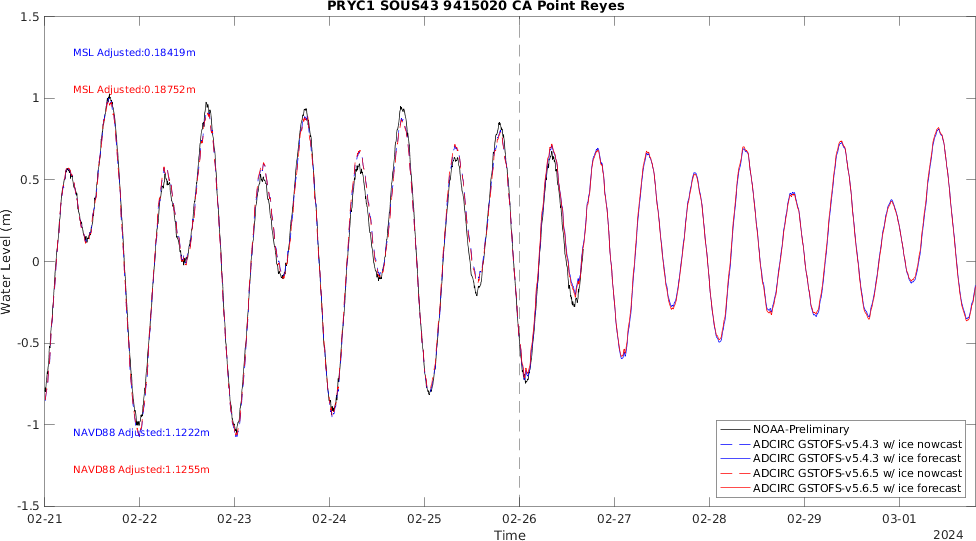 PRYC1 SOUS43 9415020 CA Point Reyes
1.5
1
0.5
0
-0.5
-1
-1.5
Water Level (m)
MSL Adjusted:0.18419m
MSL Adjusted:0.18752m
NAVD88 Adjusted:1.1222m
NAVD88 Adjusted:1.1255m
NOAA-Preliminary
ADCIRC GSTOFS-v5.4.3 w/ ice nowcast
ADCIRC GSTOFS-v5.4.3 w/ ice forecast
ADCIRC GSTOFS-v5.6.5 w/ ice nowcast
ADCIRC GSTOFS-v5.6.5 w/ ice forecast
02-21 02-22 02-23 02-24 02-25 02-26 02-27 02-28 02-29 03-01
Time
2024